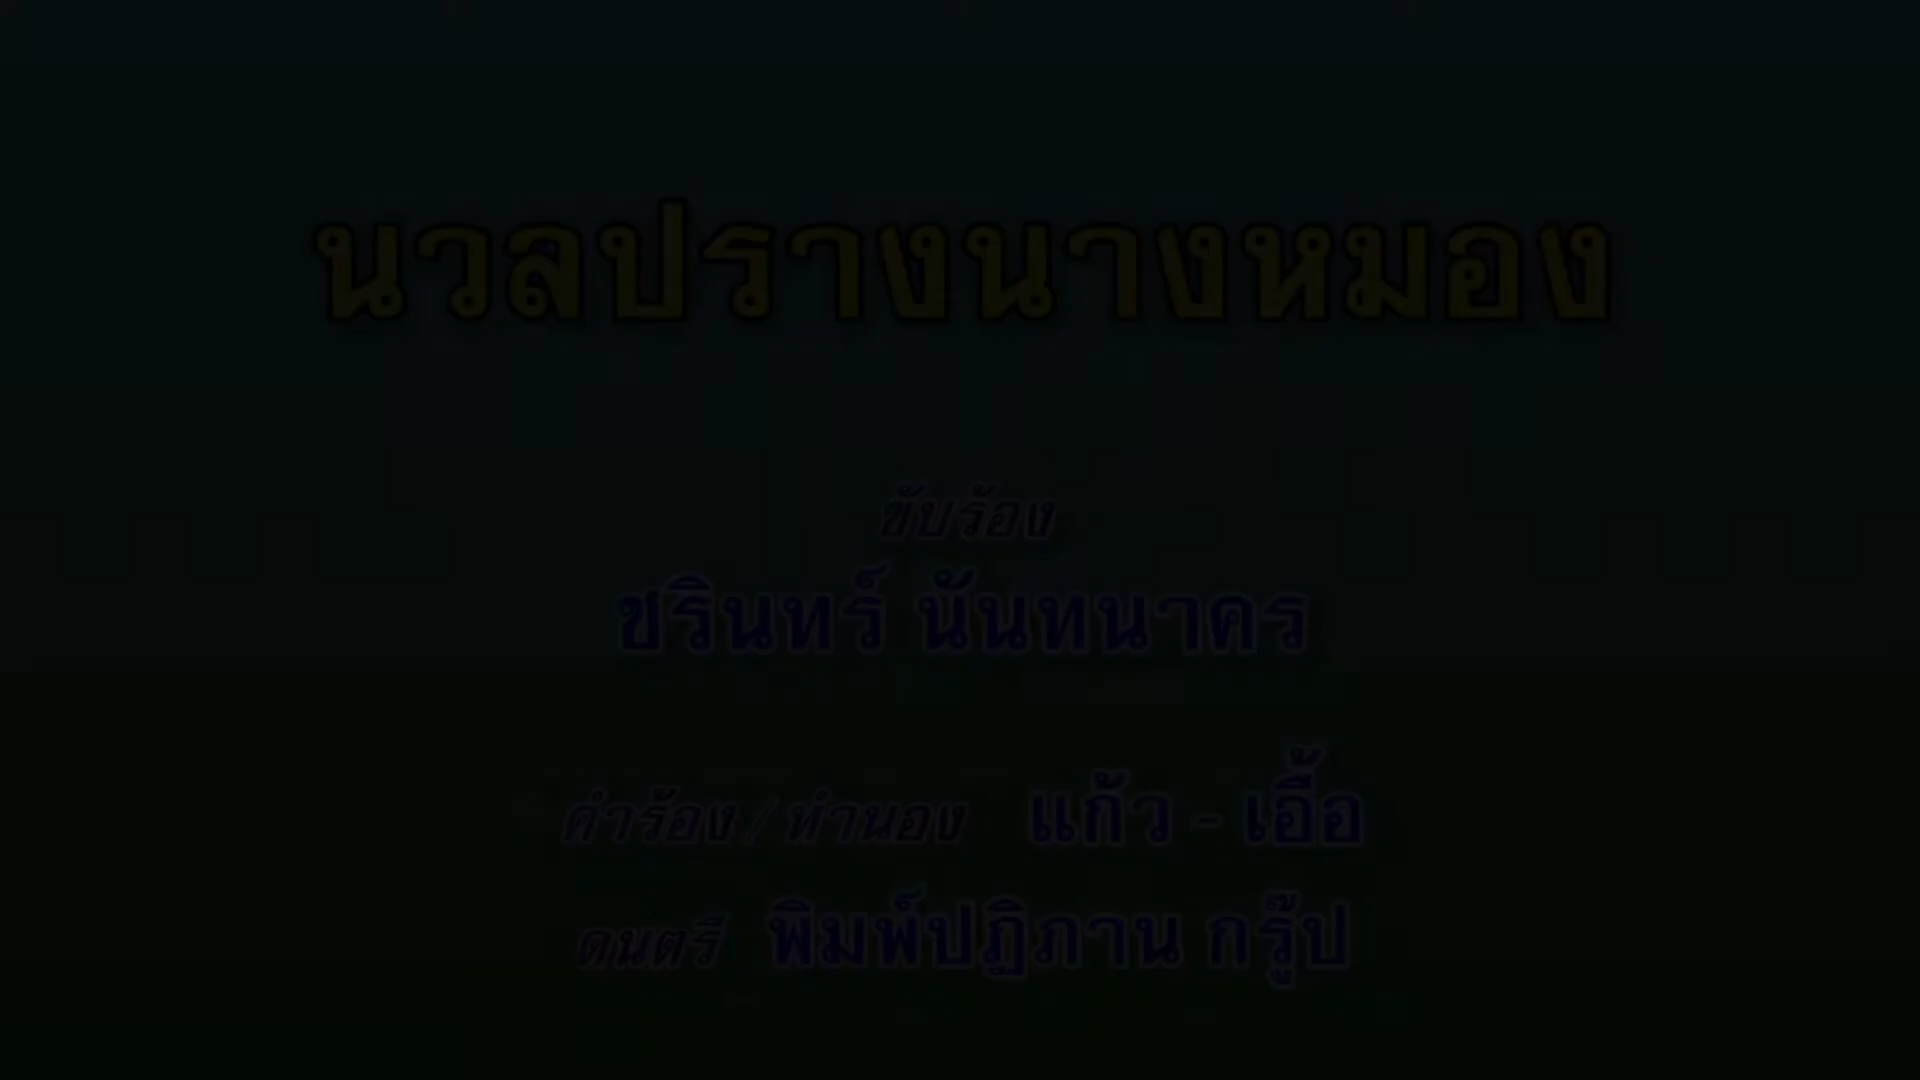 นวลปรางนางหมอง
ขับร้อง
ชรินทร์ นันทนาคร
คำร้อง / ทำนอง แก้ว - เอื้อ
ดนตรี พิมพ์ปฏิภาน กรุ๊ป